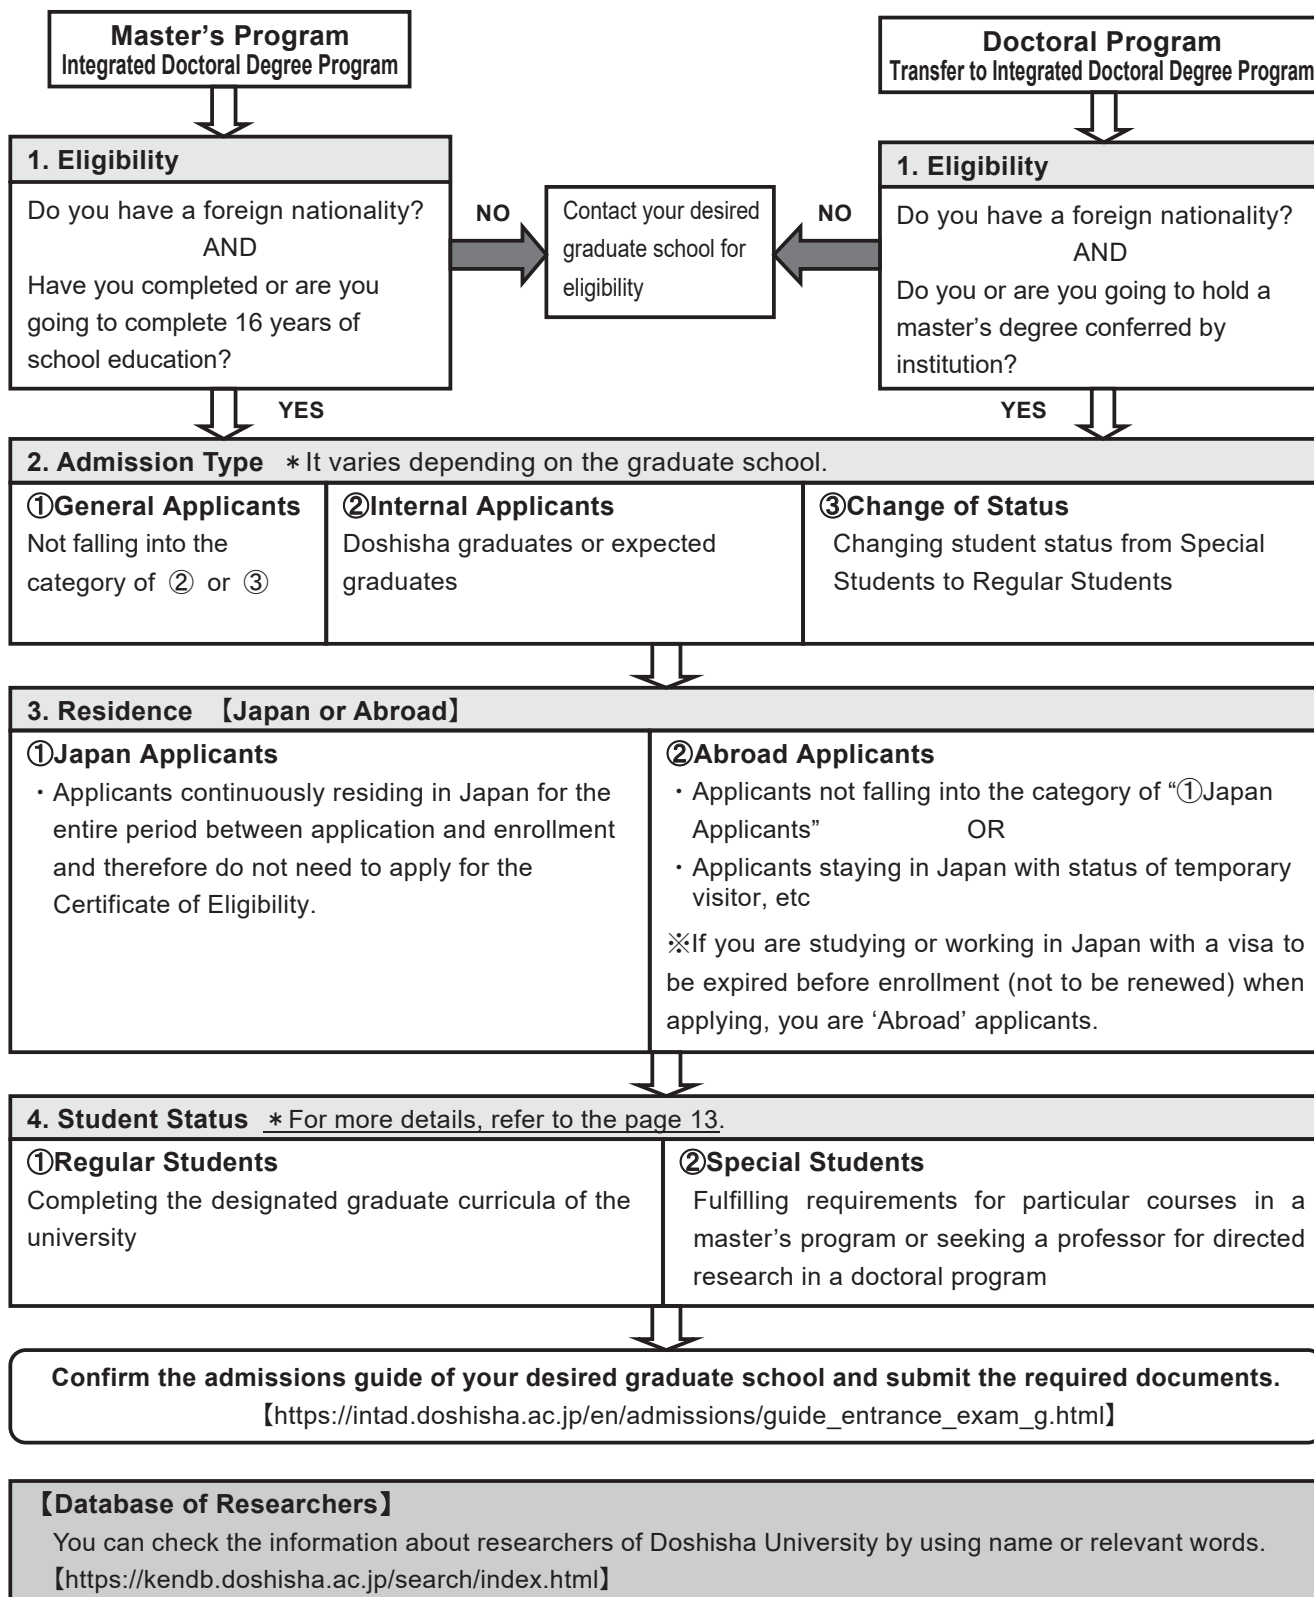 Master's Program
Integrated Doctoral Degree Program
Doctoral Program
Transfer to Integrated Doctoral Degree Program
1. Eligibility
Do you have a foreign nationality?
AND
Have you completed or are you
going to complete 16 years of
school education?
NO
Contact your desired
graduate school for
eligibility
NO
1. Eligibility
Do you have a foreign nationality?
AND
Do you or are you going to hold a
master's degree conferred by
institution?
YES
YES
2. Admission Type ＊It varies depending on the graduate school.
①General Applicants
Not falling into the
category of ② or ③
②Internal Applicants
Doshisha graduates or expected
graduates
③Change of Status
Changing student status from Special
Students to Regular Students
3. Residence 【Japan or Abroad】
①Japan Applicants
・Applicants continuously residing in Japan for the
entire period between application and enrollment
and therefore do not need to apply for the
Certificate of Eligibility.
②Abroad Applicants
・Applicants not falling into the category of “①Japan
Applicants” OR
・Applicants staying in Japan with status of temporary
visitor, etc
※If you are studying or working in Japan with a visa to
be expired before enrollment (not to be renewed) when
applying, you are ‘Abroad’ applicants.
4. Student Status ＊For more details, refer to the page 13.
①Regular Students
Completing the designated graduate curricula of the
university
②Special Students
Fulfilling requirements for particular courses in a
master's program or seeking a professor for directed
research in a doctoral program
Confirm the admissions guide of your desired graduate school and submit the required documents.
【https://intad.doshisha.ac.jp/en/admissions/guide_entrance_exam_g.html】
【Database of Researchers】
You can check the information about researchers of Doshisha University by using name or relevant words.
【https://kendb.doshisha.ac.jp/search/index.html】